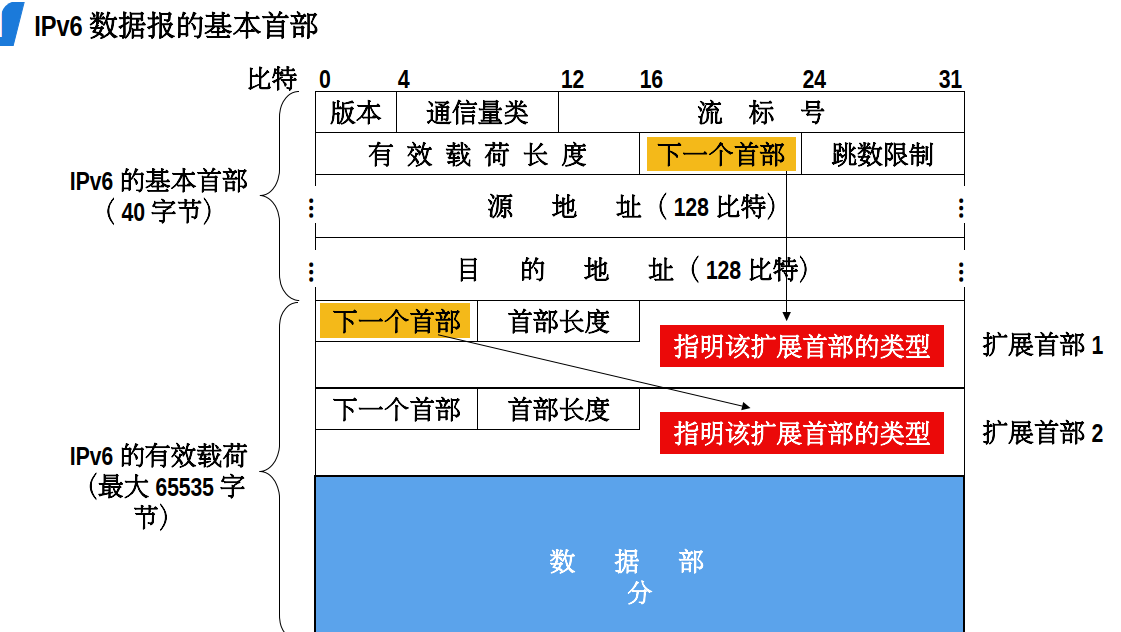 IPv6 数据报的基本首部
比特 0 4 12 16 24 31
版本 通信量类 流 标 号
有 效 载 荷 长 度 下一个首部 跳数限制
IPv6 的基本首部
（ 40 字节）
源 地 址（ 128 比特）
目 的 地 址（ 128 比特）
下一个首部 首部长度
指明该扩展首部的类型
扩展首部 1
下一个首部 首部长度
指明该扩展首部的类型
扩展首部 2
IPv6 的有效载荷
（最大 65535 字
节）
数 据 部
分